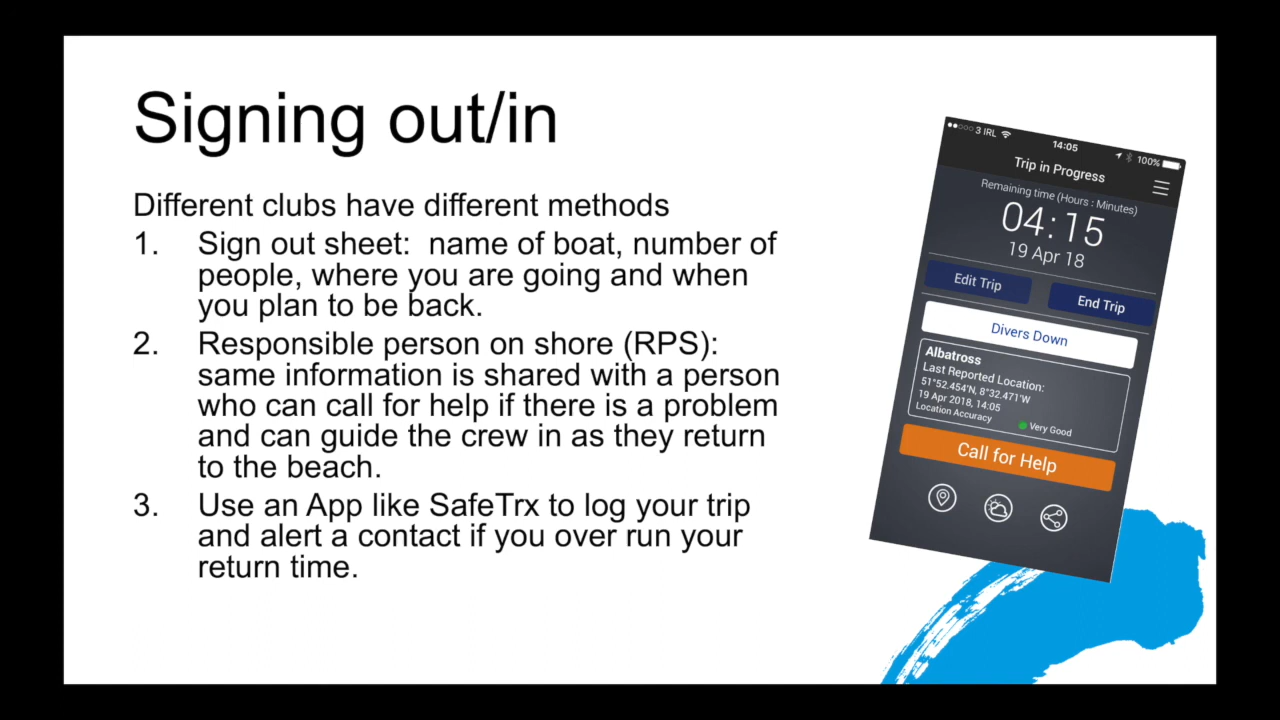 Signing out/in
Different clubs have different methods
1. Sign out sheet:  name of boat, number of
people, where you are going and when
you plan to be back.
2. Responsible person on shore (RPS):
same information is shared with a person
who can call for help if there is a problem
and can guide the crew in as they return
to the beach.
3. Use an App like SafeTrx to log your trip
and alert a contact if you over run your
return time.
3 IRL 14:05 100%
Trip in Progress
Remaining time (Hours : Minutes)
04:15
19 Apr 18
Edit Trip End Trip
Divers Down
Albatross
Last Reported Location:
51°52.454'N, 8°32.471'W
19 Apr 2018, 14:05
Location Accuracy Very Good
Call for Help